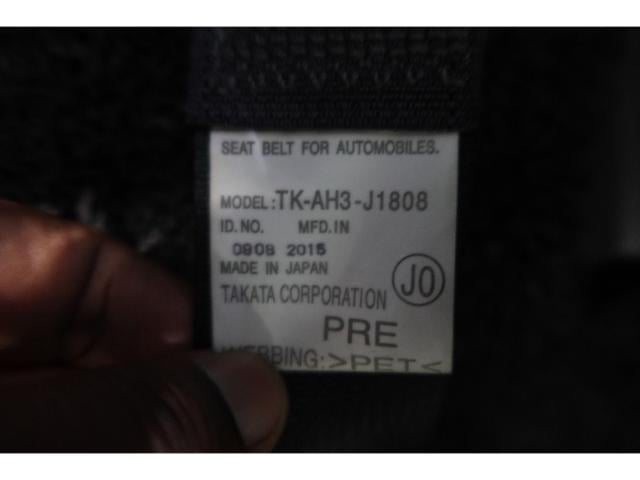 SEAT BELT FOR AUTOMOBILES.
MODEL:TK-AH3-J1808
ID.NO. MFD.IN
0908 2015
MADE IN JAPAN
TAKATA CORPORATION JO
PRE
WEBBING:>PET<